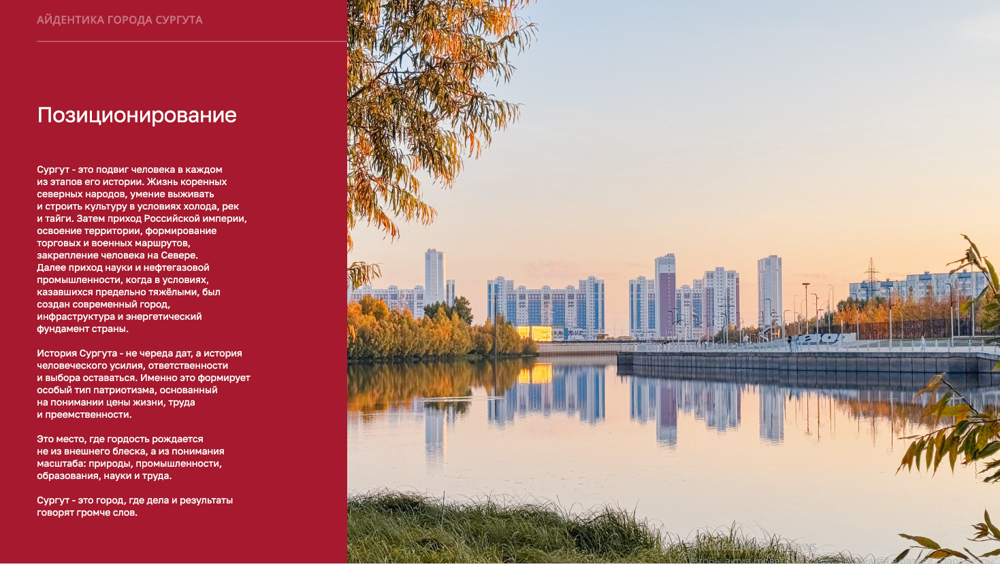 АЙДЕНТИКА ГОРОДА СУРГУТА
Позиционирование
Сургут - это подвиг человека в каждом
из этапов его истории. Жизнь коренных
северных народов, умение выживать
и строить культуру в условиях холода, рек
и тайги. Затем приход Российской империи,
освоение территории, формирование
торговых и военных маршрутов,
закрепление человека на Севере.
Далее приход науки и нефтегазовой
промышленности, когда в условиях,
казавшихся предельно тяжёлыми, был
создан современный город,
инфраструктура и энергетический
фундамент страны.
История Сургута - не череда дат, а история
человеческого усилия, ответственности
и выбора оставаться. Именно это формирует
особый тип патриотизма, основанный
на понимании цены жизни, труда
и преемственности.
Это место, где гордость рождается
не из внешнего блеска, а из понимания
масштаба: природы, промышленности,
образования, науки и труда.
Сургут - это город, где дела и результаты
говорят громче слов.